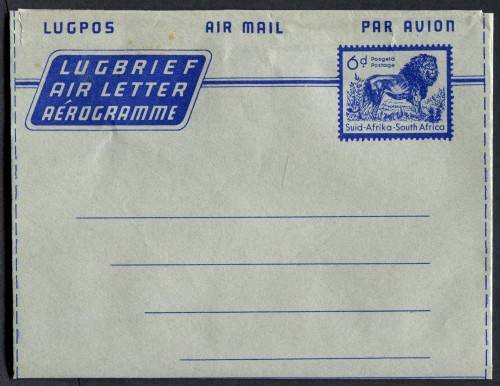 LUGPOS AIR MAIL PAR AVION
LUGBRIEF
AIR LETTER
AÉROGRAMME
6d Posgeld
Postage
Suid-Afrika-South Africa